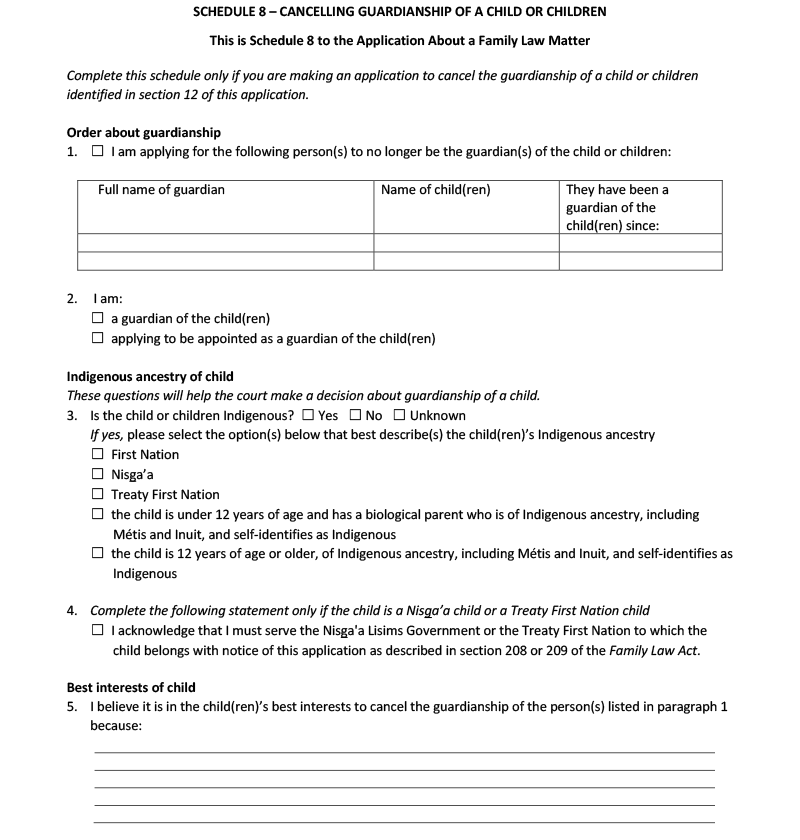 SCHEDULE 8 – CANCELLING GUARDIANSHIP OF A CHILD OR CHILDREN
This is Schedule 8 to the Application About a Family Law Matter
Complete this schedule only if you are making an application to cancel the guardianship of a child or children
identified in section 12 of this application.
Order about guardianship
1. ☐ I am applying for the following person(s) to no longer be the guardian(s) of the child or children:
Full name of guardian
Name of child(ren)
They have been a
guardian of the
child(ren) since:
2. I am:
☐ a guardian of the child(ren)
☐ applying to be appointed as a guardian of the child(ren)
Indigenous ancestry of child
These questions will help the court make a decision about guardianship of a child.
3. Is the child or children Indigenous? ☐ Yes ☐ No ☐ Unknown
If yes, please select the option(s) below that best describe(s) the child(ren)’s Indigenous ancestry
☐ First Nation
☐ Nisg̱a’a
☐ Treaty First Nation
☐ the child is under 12 years of age and has a biological parent who is of Indigenous ancestry, including
Métis and Inuit, and self-identifies as Indigenous
☐ the child is 12 years of age or older, of Indigenous ancestry, including Métis and Inuit, and self-identifies as
Indigenous
4. Complete the following statement only if the child is a Nisg̱a’a child or a Treaty First Nation child
☐ I acknowledge that I must serve the Nisg̱a'a Lisims Government or the Treaty First Nation to which the
child belongs with notice of this application as described in section 208 or 209 of the Family Law Act.
Best interests of child
5. I believe it is in the child(ren)’s best interests to cancel the guardianship of the person(s) listed in paragraph 1
because: